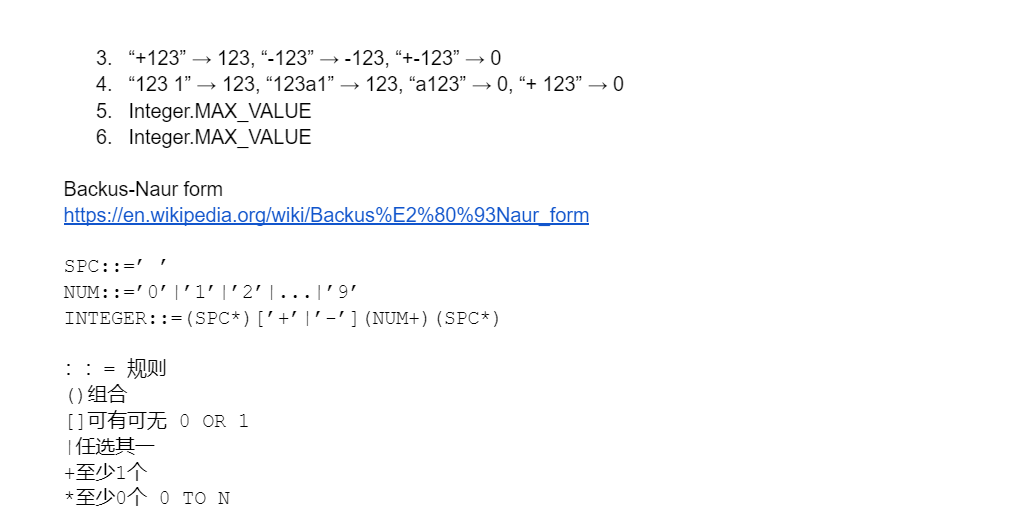 3. “+123” → 123, “-123” → -123, “+-123” → 0
4. “123 1” → 123, “123a1” → 123, “a123” → 0, “+ 123” → 0
5. Integer.MAX_VALUE
6. Integer.MAX_VALUE
Backus-Naur form
https://en.wikipedia.org/wiki/Backus%E2%80%93Naur_form
SPC::=’ ’
NUM::=’0’|’1’|’2’|...|’9’
INTEGER::=(SPC*)[’+’|’-’](NUM+)(SPC*)
：：= 规则
()组合
[]可有可无 0 OR 1
|任选其一
+至少1个
*至少0个 0 TO N